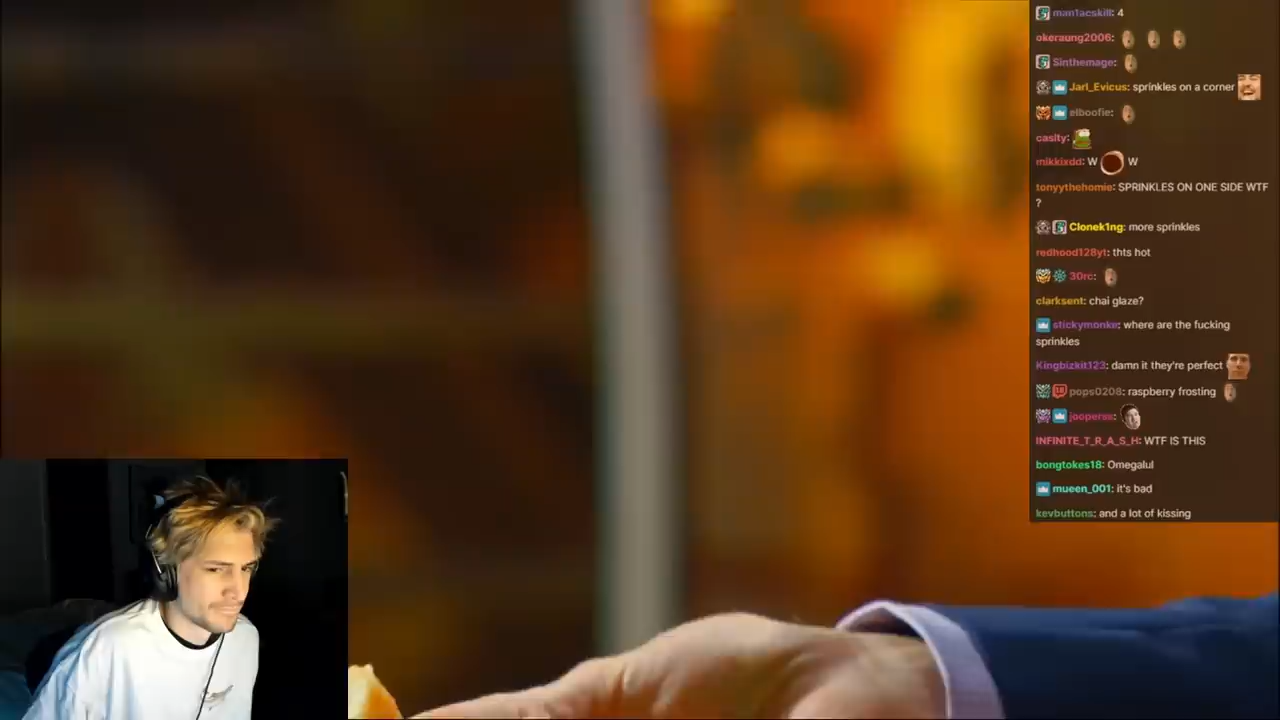 man1acskill: 4
okeraung2006:
Sinthemage:
Jarl_Evicus: sprinkles on a corner
elboofie:
caslty:
mikkixdd: W W
tonyythehomie: SPRINKLES ON ONE SIDE WTF
?
Clonek1ng: more sprinkles
redhood128yt: thts hot
30rc:
clarksent: chai glaze?
stickymonke: where are the fucking
sprinkles
Kingbizkit123: damn it they're perfect
pops0208: raspberry frosting
jooperss:
INFINITE_T_R_A_S_H: WTF IS THIS
bongtokes18: Omegalul
mueen_001: it's bad
kevbuttons: and a lot of kissing